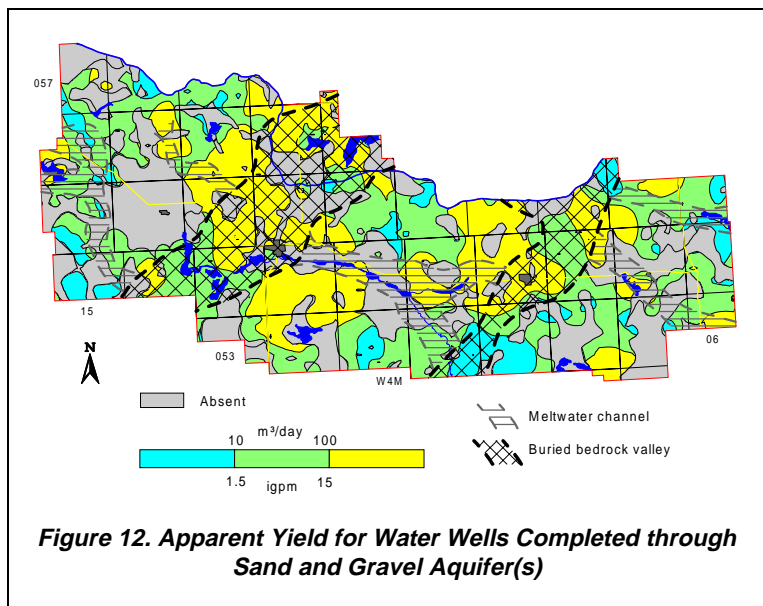 057
15
N
053
W4M
06
Absent
m³/day
10 100
1.5 15
igpm
Meltwater channel
Buried bedrock valley
Figure 12. Apparent Yield for Water Wells Completed through
Sand and Gravel Aquifer(s)